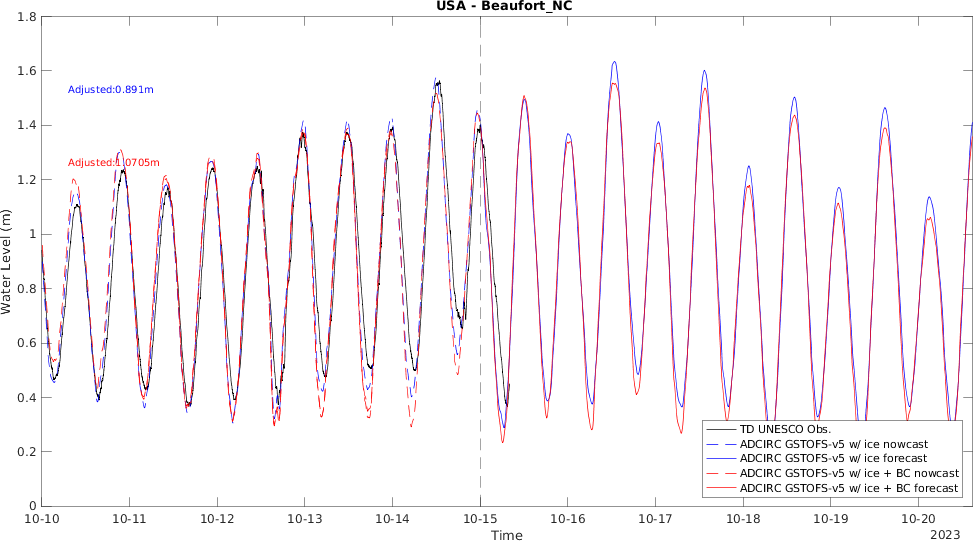 USA - Beaufort_NC
1.8
1.6
1.4
1.2
1
0.8
0.6
0.4
0.2
0
Water Level (m)
Adjusted:0.891m
Adjusted:1.0705m
TD UNESCO Obs.
ADCIRC GSTOFS-v5 w/ ice nowcast
ADCIRC GSTOFS-v5 w/ ice forecast
ADCIRC GSTOFS-v5 w/ ice + BC nowcast
ADCIRC GSTOFS-v5 w/ ice + BC forecast
10-10 10-11 10-12 10-13 10-14 10-15 10-16 10-17 10-18 10-19 10-20
2023
Time